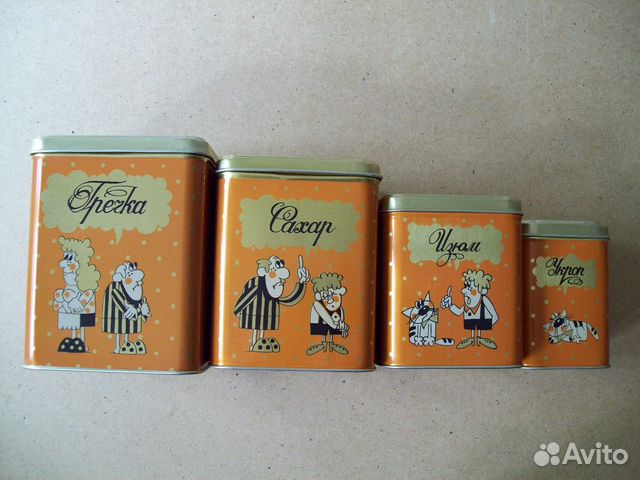 Гречка
Сахар
Изюм
Укроп
Avito